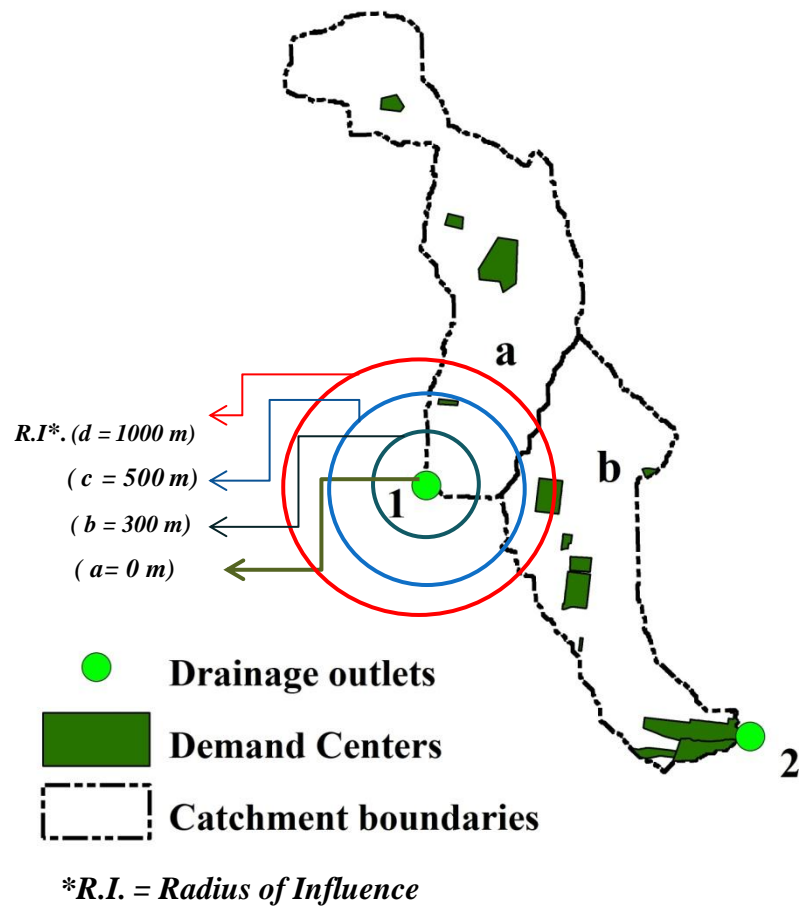 a
b
R.I*. (d = 1000 m)
( c = 500 m)
1
( b= 300 m)
( a= 0 m)
Drainage outlets
Demand Centers
2
Catchment boundaries
*R.I. = Radius of Influence